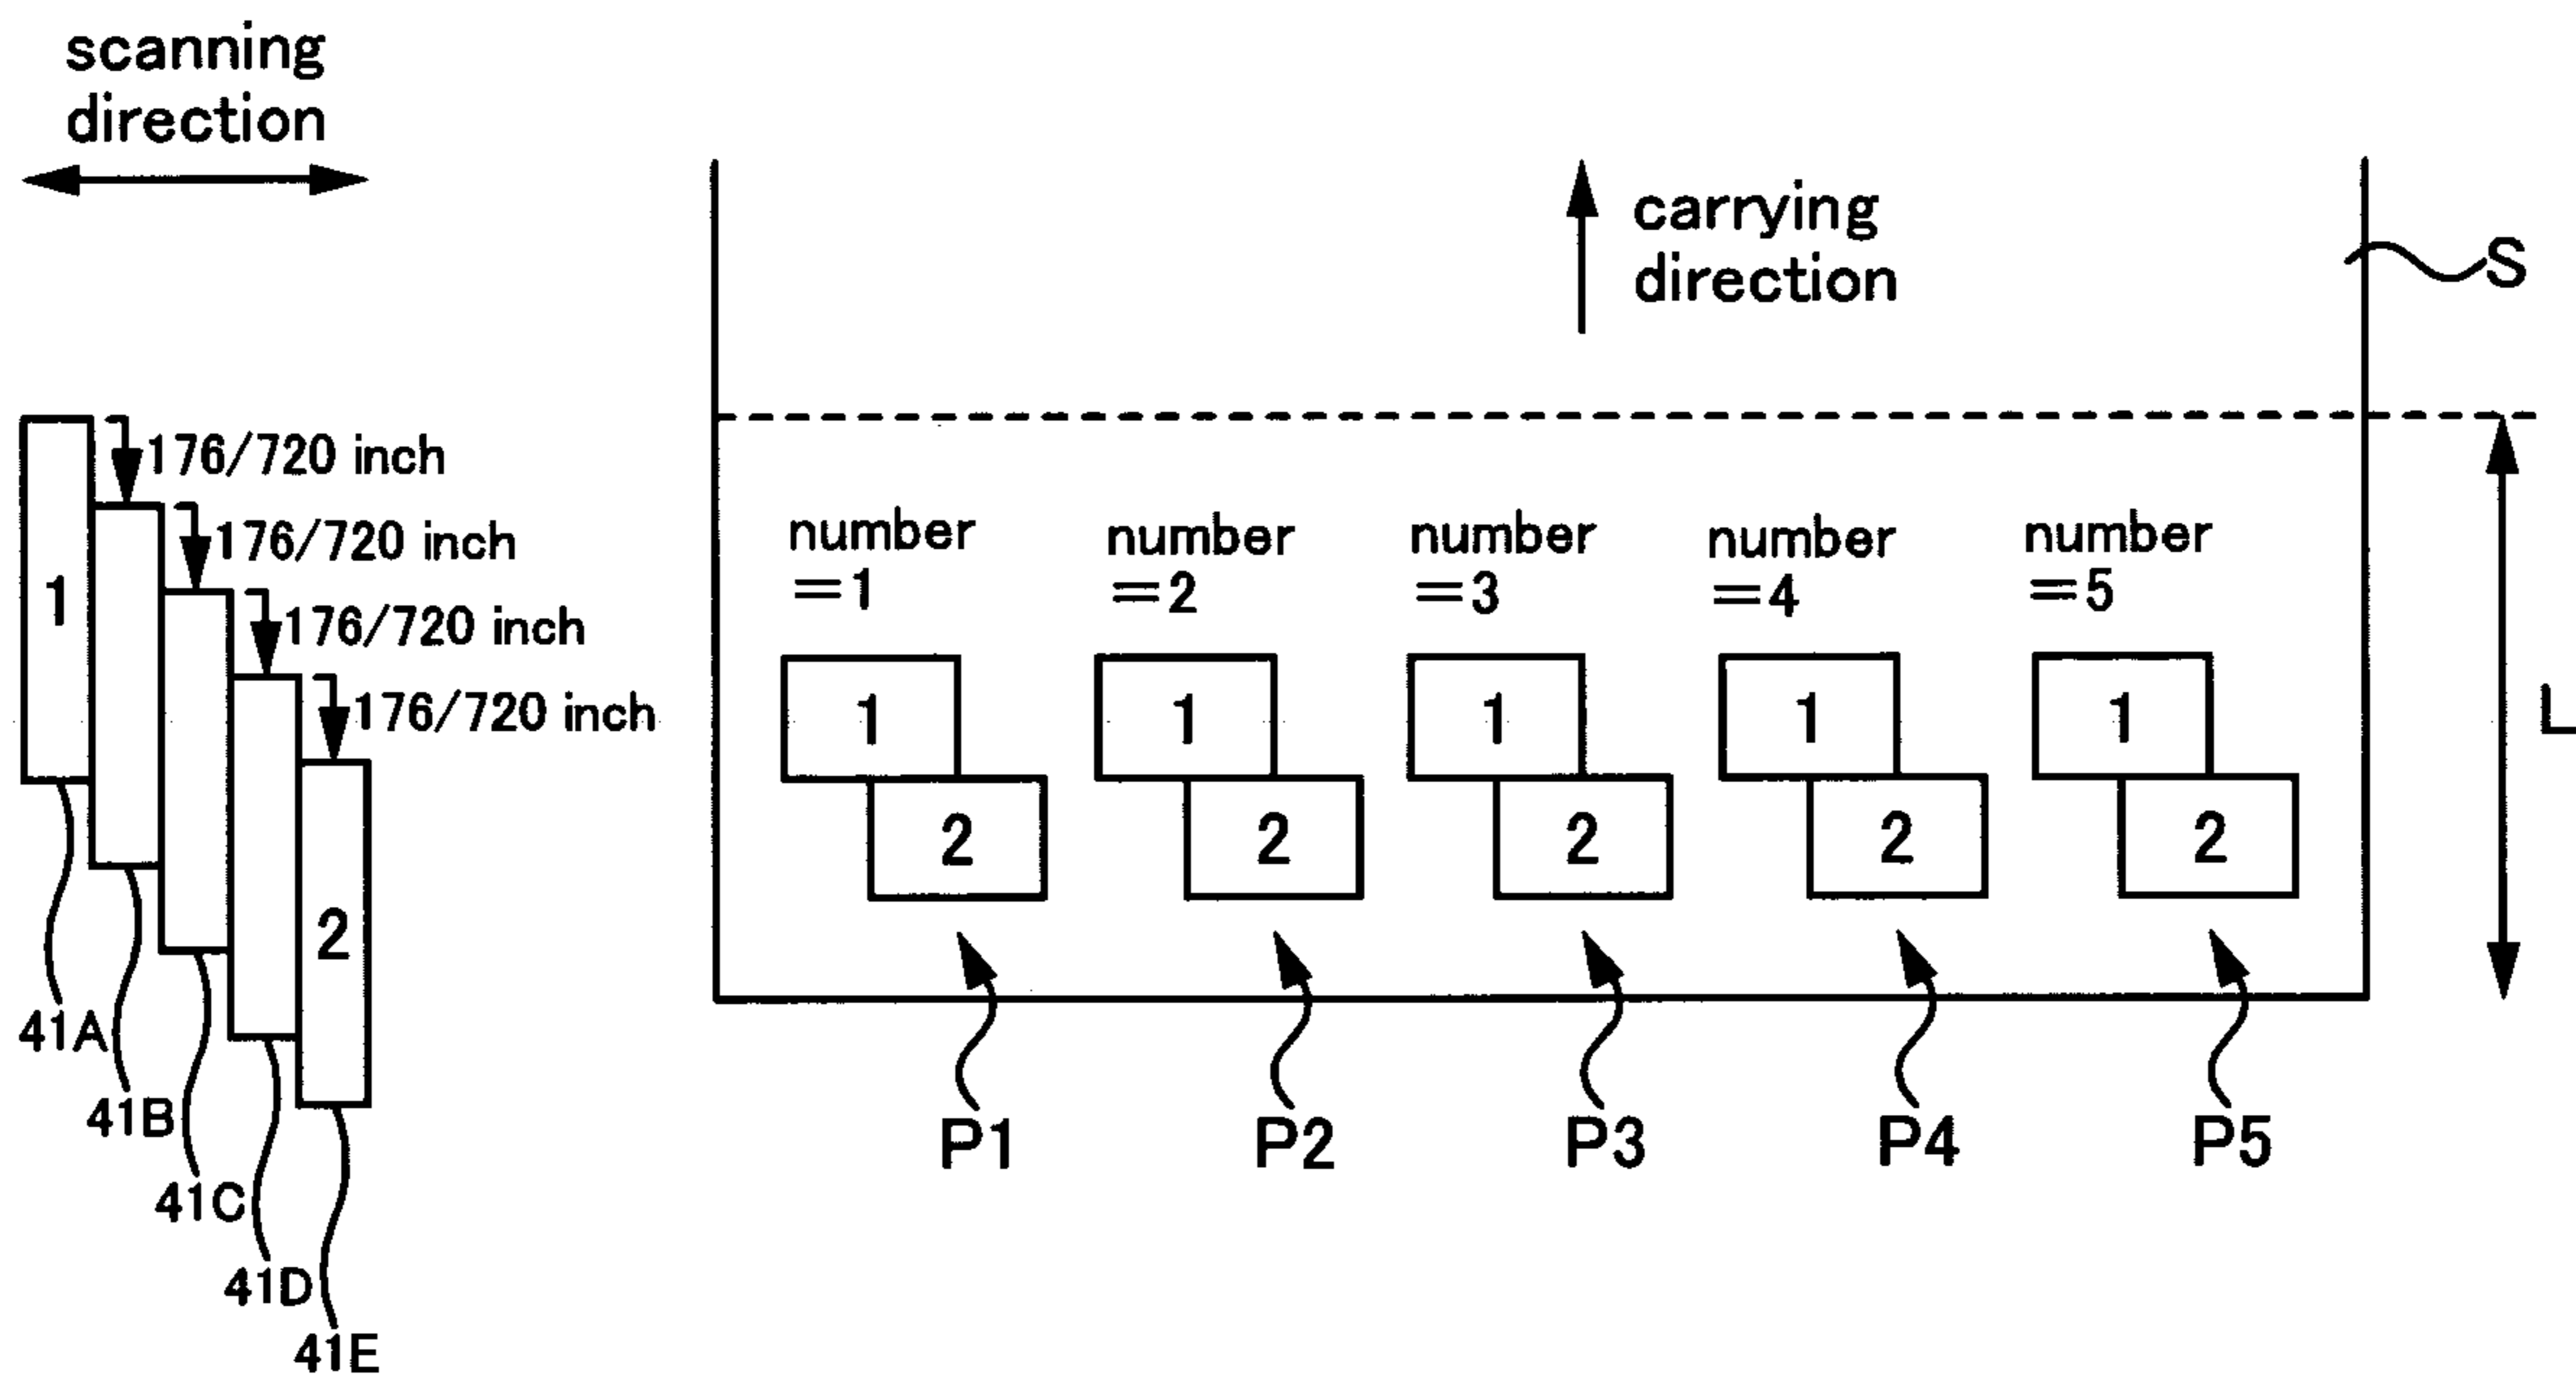 scanning
direction
carrying
direction
S
176/720 inch
176/720 inch
176/720 inch
176/720 inch
1
2
41A
41B
41C
41D
41E
number
=1
number
=2
number
=3
number
=4
number
=5
1
1
1
1
1
2
2
2
2
2
L
P1
P2
P3
P4
P5